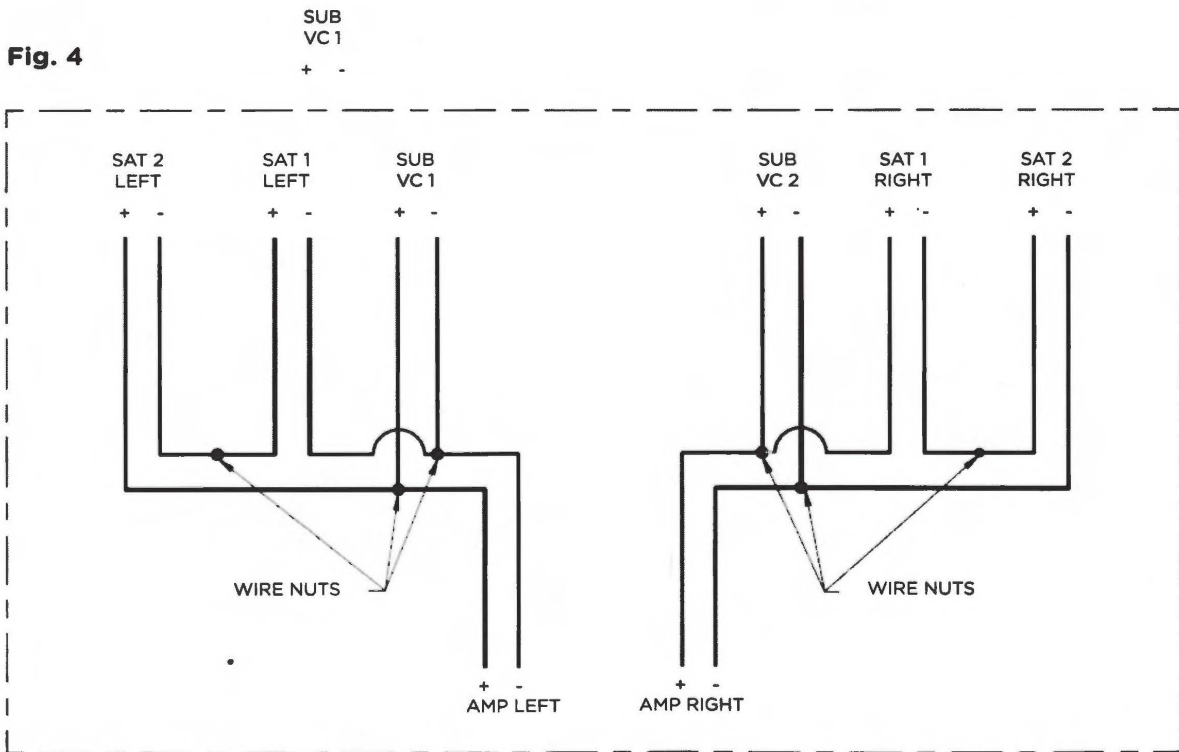 SUB
VC 1
Fig. 4
+ -
SAT 2
LEFT
SAT 1
LEFT
SUB
VC 1
SUB
VC 2
SAT 1
RIGHT
SAT 2
RIGHT
+ - + - + - + - + - + -
WIRE NUTS
WIRE NUTS
+ -
AMP LEFT
+ -
AMP RIGHT